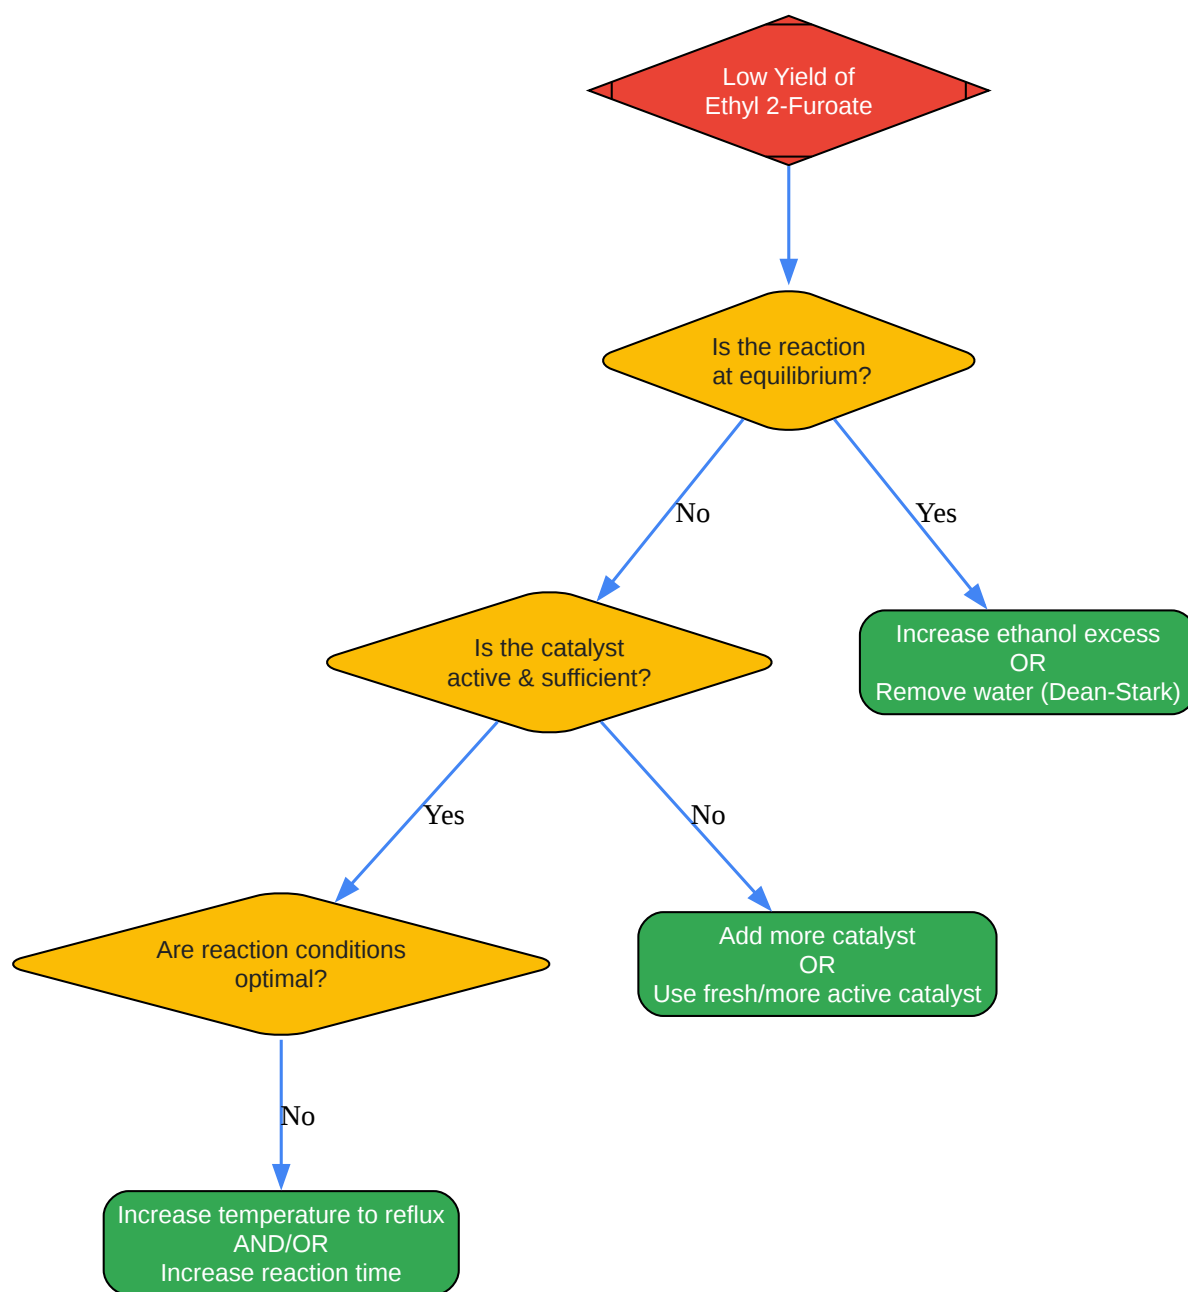 Low Yield of
Ethyl 2-Furoate
Is the reaction
at equilibrium?
No
Yes
Is the catalyst
active & sufficient?
Increase ethanol excess
OR
Remove water (Dean-Stark)
Yes
No
Are reaction conditions
optimal?
Add more catalyst
OR
Use fresh/more active catalyst
No
Increase temperature to reflux
AND/OR
Increase reaction time